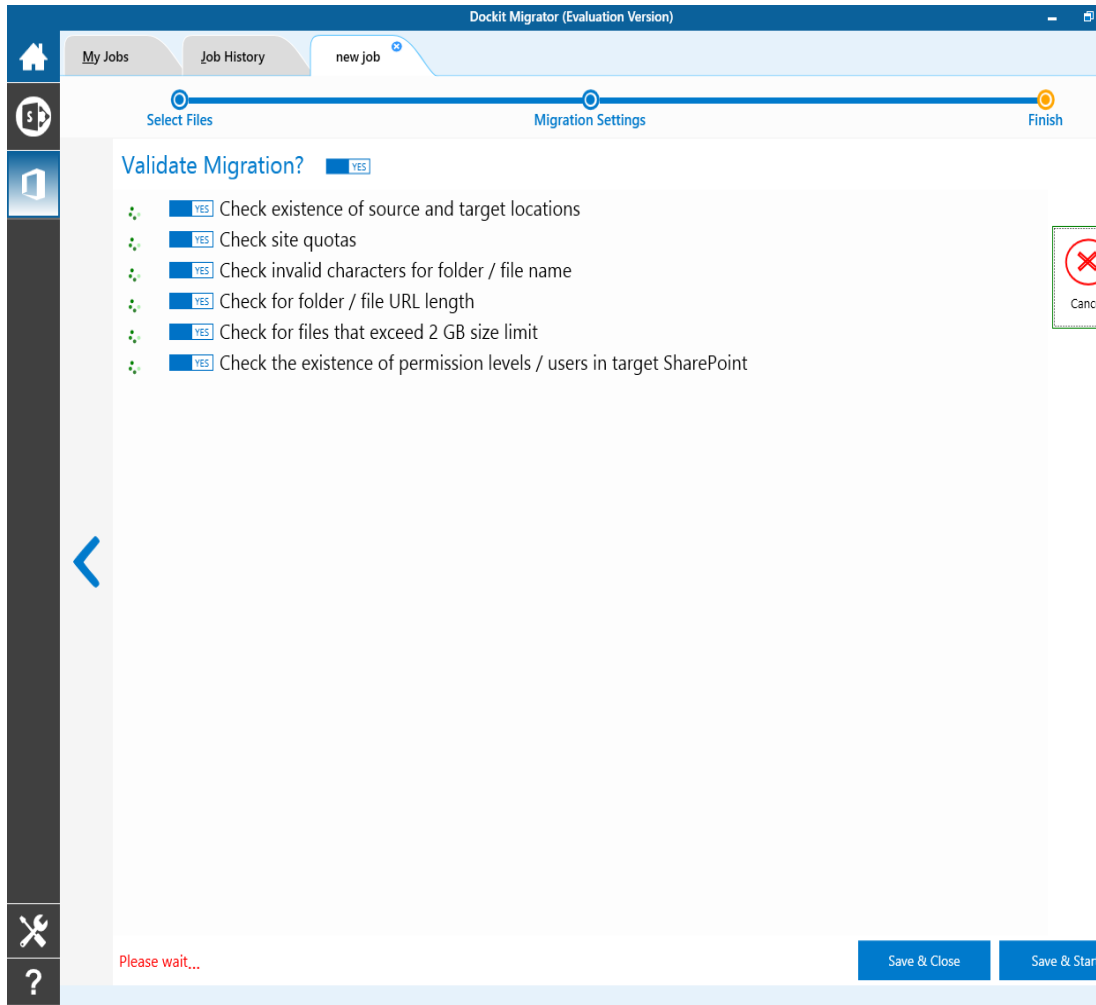 Dockit Migrator (Evaluation Version)
My Jobs
Job History
new job
Select Files
Migration Settings
Finish
Validate Migration? YES
YES Check existence of source and target locations
YES Check site quotas
YES Check invalid characters for folder / file name
YES Check for folder / file URL length
YES Check for files that exceed 2 GB size limit
YES Check the existence of permission levels / users in target SharePoint
S
Canc
Please wait...
Save & Close
Save & Star
?